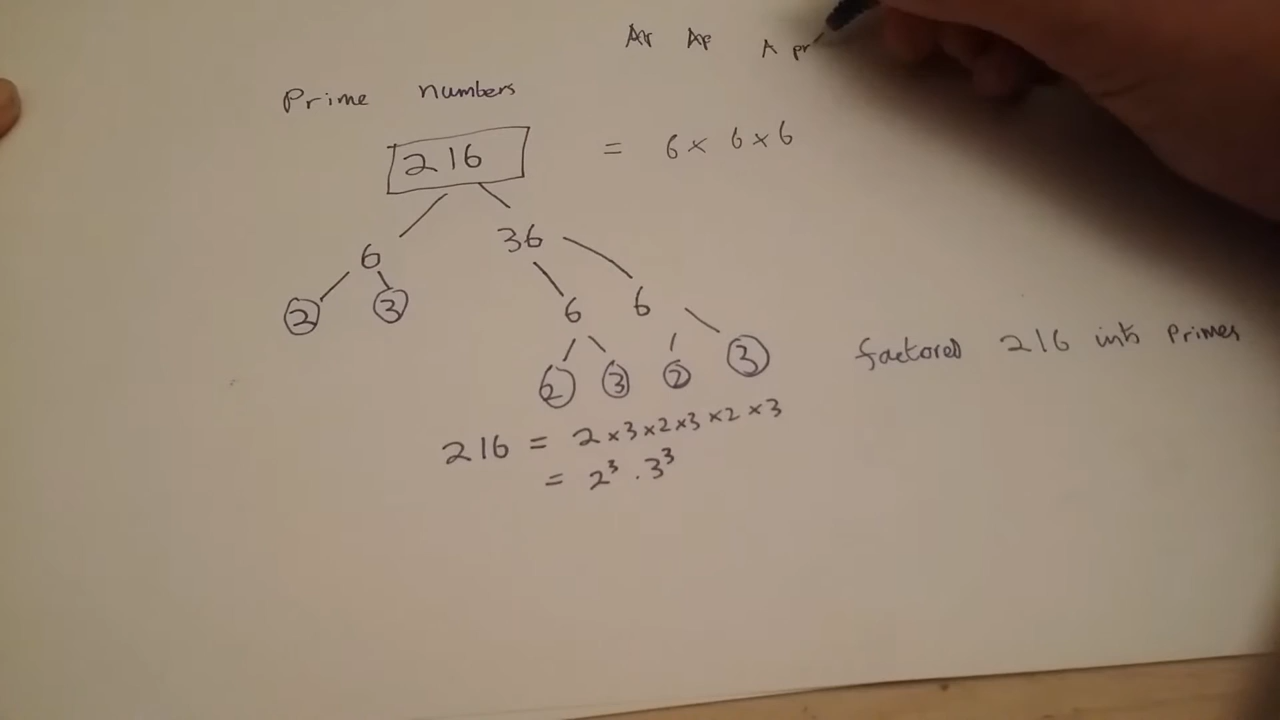 Ar Ap A pr
Prime numbers
216 = 6 × 6 × 6
6 36
2 3
6 6
2 3 2 3
factored 216 into primes
216 = 2 × 3 × 2 × 3 × 2 × 3
= 2³ . 3³